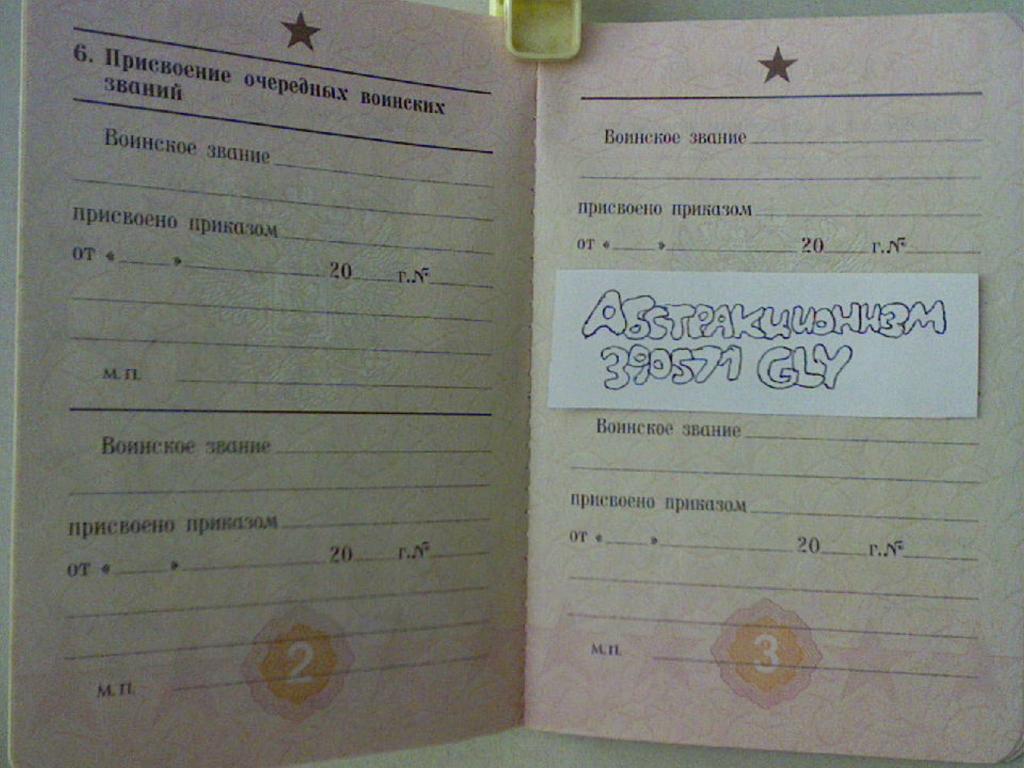 6. Присвоение очередных воинских
званий
Воинское звание
присвоено приказом
от « » 20 г. №
М. П.
Воинское звание
присвоено приказом
от « » 20 г. №
М. П.
2
Воинское звание
присвоено приказом
от « » 20 г. №
Абстракционизм
390571 GLY
Воинское звание
присвоено приказом
от « » 20 г. №
М. П.
3